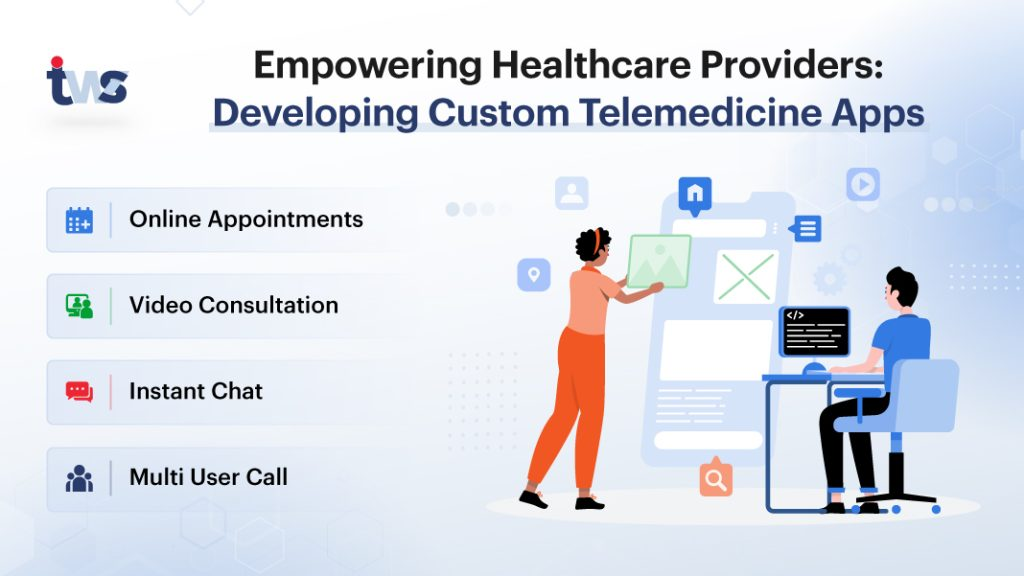 tws
Empowering Healthcare Providers:
Developing Custom Telemedicine Apps
Online Appointments
Video Consultation
Instant Chat
Multi User Call
</>